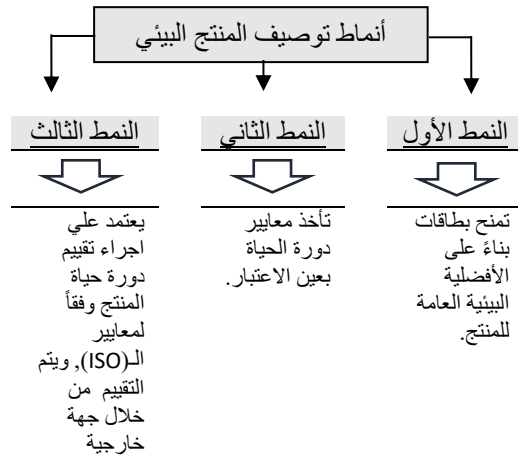 أنماط توصيف المنتج البيئي
النمط الأول
تمنح بطاقات
بناءً على
الأفضلية
البيئية العامة
للمنتج.
النمط الثاني
تأخذ معايير
دورة الحياة
بعين الاعتبار.
النمط الثالث
يعتمد علي
اجراء تقييم
دورة حياة
المنتج وفقاً
لمعايير
الـ(ISO), ويتم
التقييم من
خلال جهة
خارجية